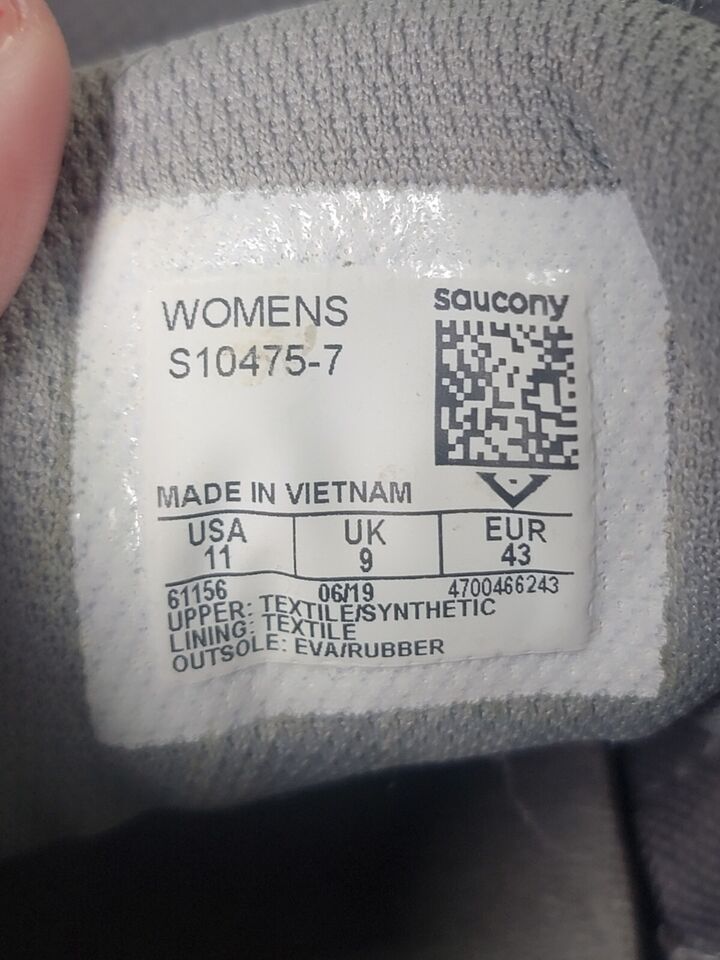 WOMENS
S10475-7
saucony
MADE IN VIETNAM
USA UK EUR
11 9 43
61156 06/19 4700466243
UPPER: TEXTILE/SYNTHETIC
LINING: TEXTILE
OUTSOLE: EVA/RUBBER